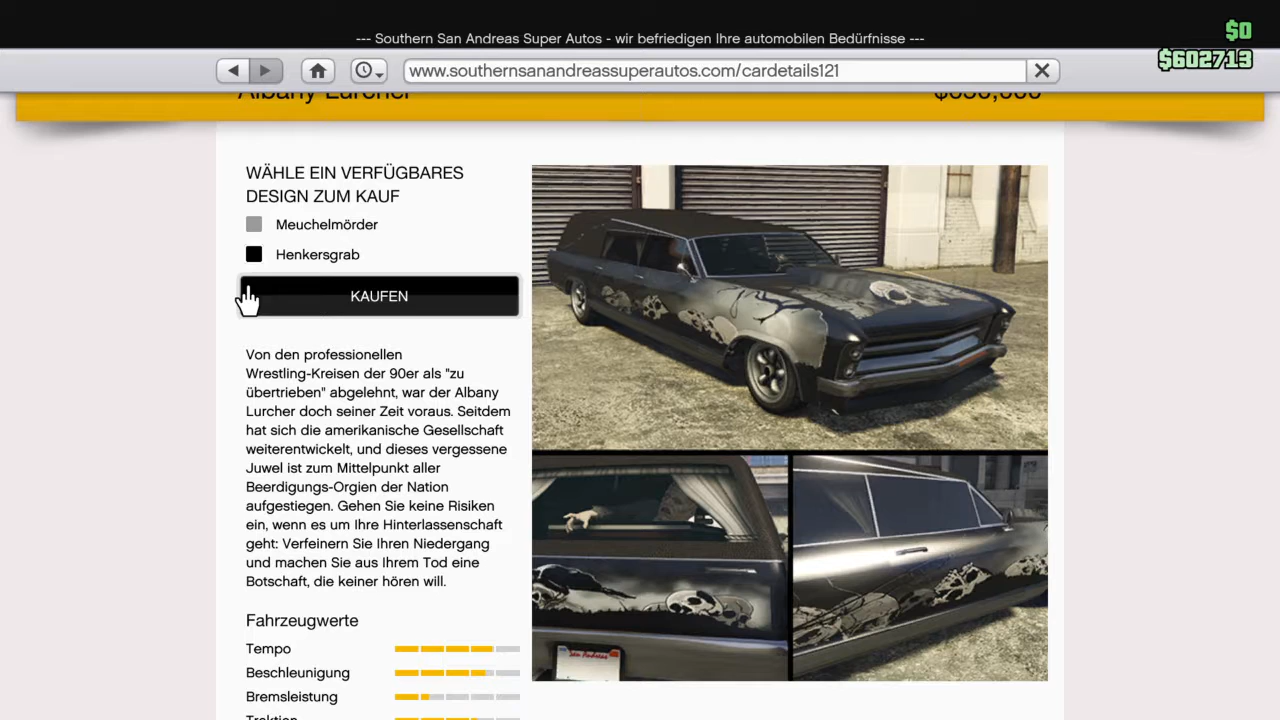 --- Southern San Andreas Super Autos - wir befriedigen Ihre automobilen Bedürfnisse ---
$0
$602713
www.southernsanandreassuperautos.com/cardetails121
Albany Lurcher
$650,000
WÄHLE EIN VERFÜGBARES
DESIGN ZUM KAUF
Meuchelmörder
Henkersgrab
KAUFEN
Von den professionellen
Wrestling-Kreisen der 90er als "zu
übertrieben" abgelehnt, war der Albany
Lurcher doch seiner Zeit voraus. Seitdem
hat sich die amerikanische Gesellschaft
weiterentwickelt, und dieses vergessene
Juwel ist zum Mittelpunkt aller
Beerdigungs-Orgien der Nation
aufgestiegen. Gehen Sie keine Risiken
ein, wenn es um Ihre Hinterlassenschaft
geht: Verfeinern Sie Ihren Niedergang
und machen Sie aus Ihrem Tod eine
Botschaft, die keiner hören will.
Fahrzeugwerte
Tempo
Beschleunigung
Bremsleistung
Traktion
San Andreas